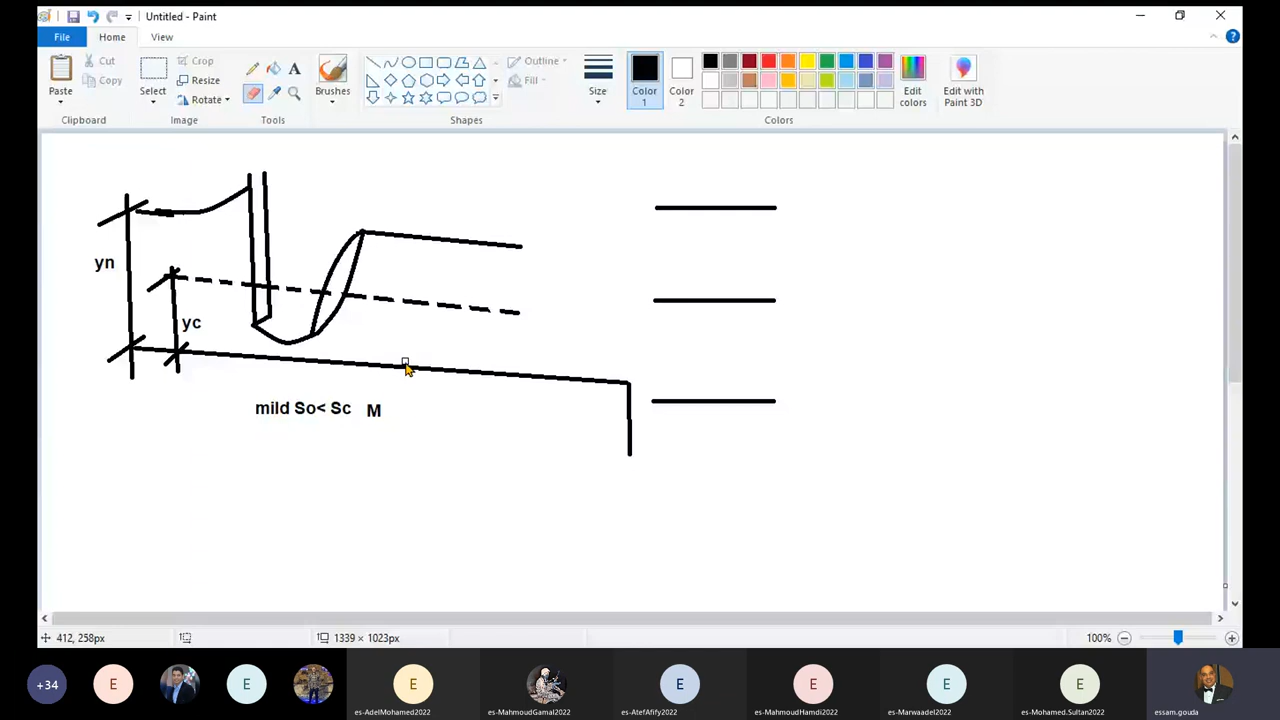 Untitled - Paint
File
Home
View
Paste
Cut
Copy
Clipboard
Select
Crop
Resize
Rotate
Image
A
Tools
Brushes
Outline
Fill
Shapes
Size
Color 1
Color 2
Edit colors
Colors
Edit with Paint 3D
yn
yc
mild So< Sc M
412, 258px
1339 × 1023px
100%
+34
E
E
E
E
E
E
E
es-AdelMohamed2022
es-MahmoudGamal2022
es-AtefAfify2022
es-MahmoudHamdi2022
es-Marwaadel2022
es-Mohamed.Sultan2022
essam.gouda